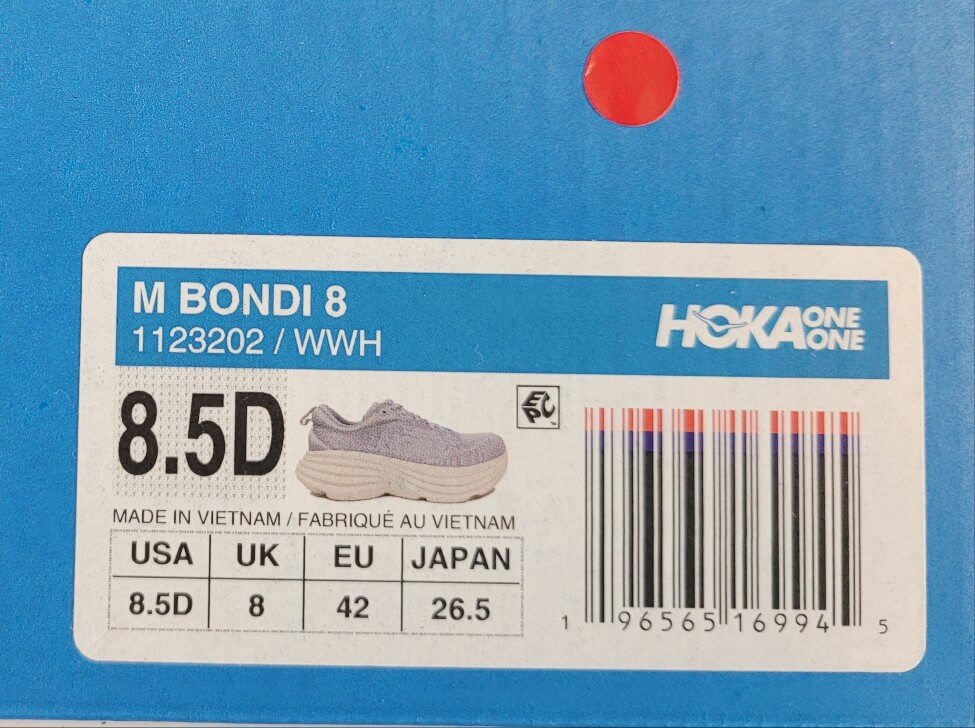 M BONDI 8
1123202 / WWH
HOKA ONE ONE
8.5D
EPC
MADE IN VIETNAM / FABRIQUÉ AU VIETNAM
USA UK EU JAPAN
8.5D 8 42 26.5
1 96565 16994 5